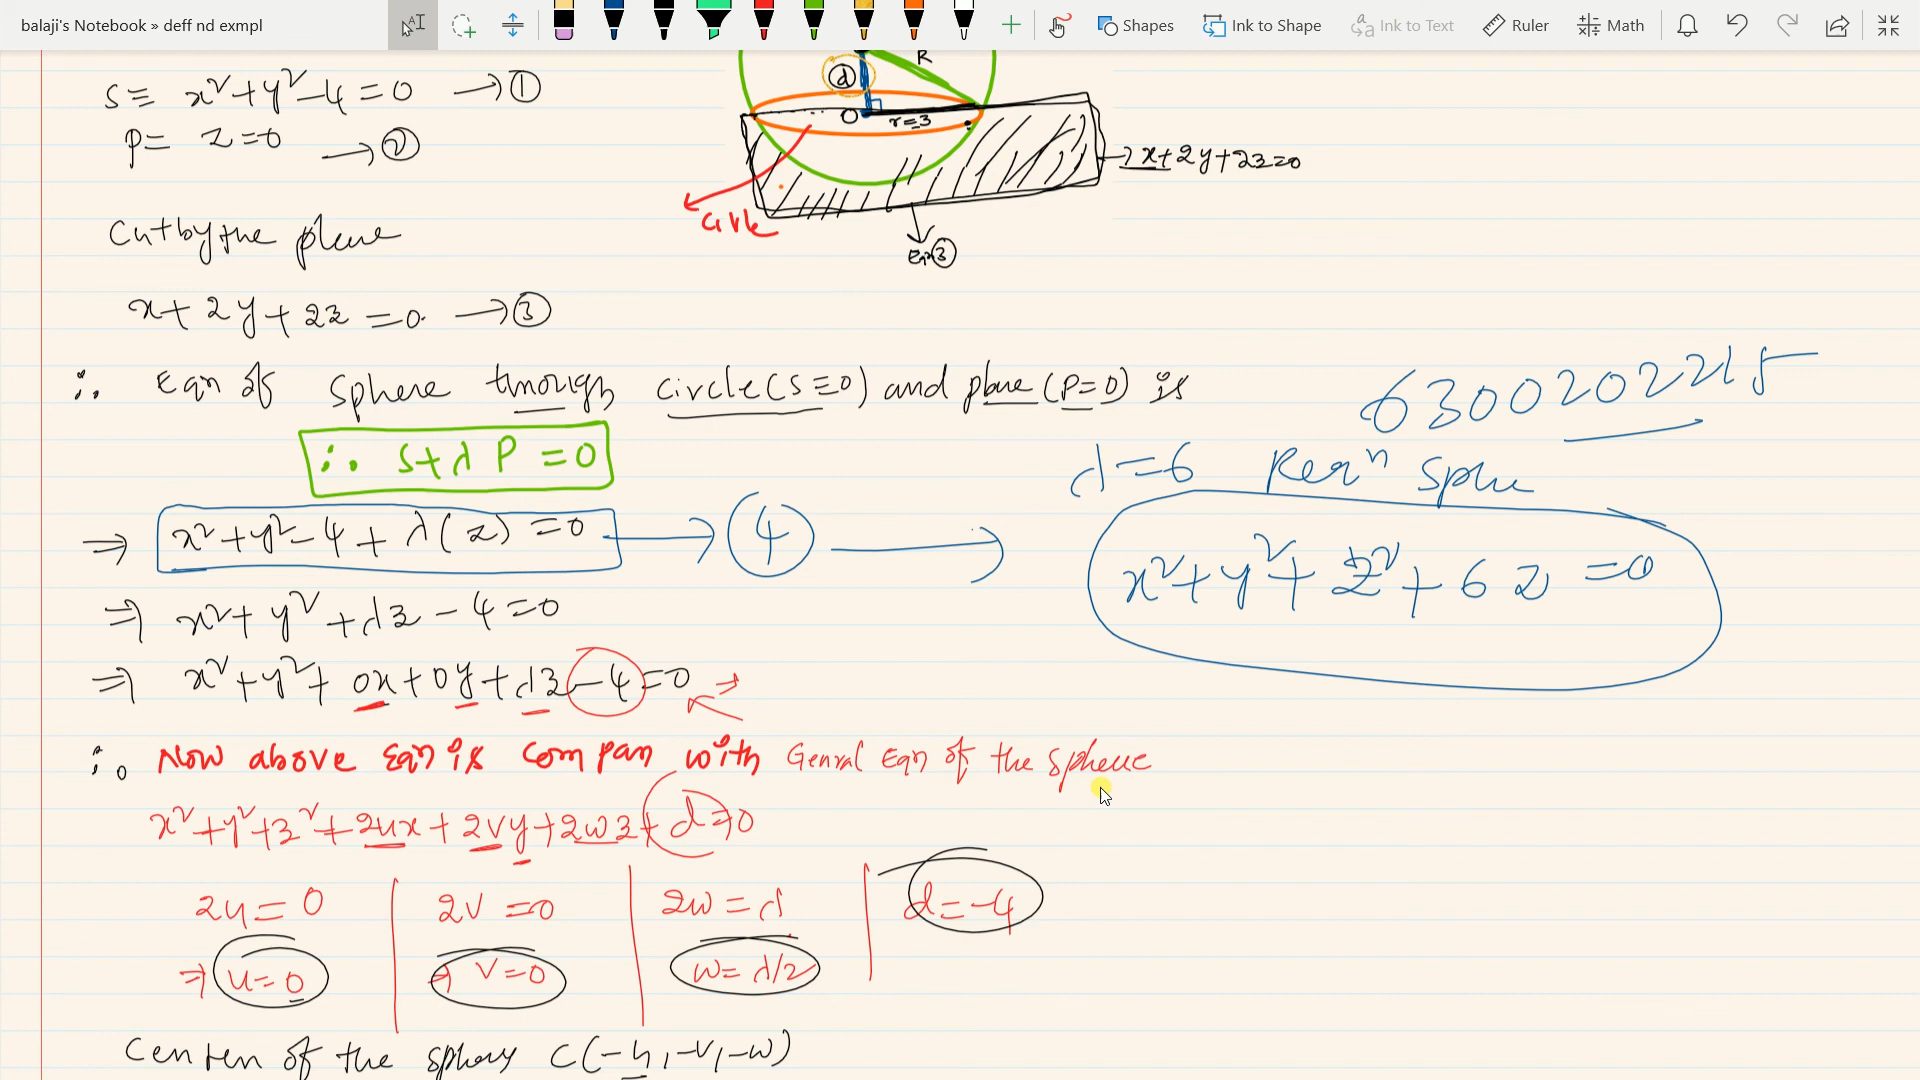 balaji's Notebook » deff nd exmpl
Shapes Ink to Shape Ink to Text Ruler Math
S ≡ x²+y²-4=0 → ①
P= z=0 → ②
R
d
O r=3
→ x+2y+2z=0
circle
Eqn ③
Cut by the plane
x+2y+2z=0. → ③
∴ Eqn of sphere through circle(S≡0) and plane (P=0) is
6300202215
∴ S+λP=0
λ=6 Reqn Sphe
⇒ x²+y²-4+λ(z)=0 → ④ →
x²+y²+z²+6z=0
⇒ x²+y²+λz-4=0
⇒ x²+y²+0x+0y+λz-4=0
∴ Now above Eqn is Compan with Genral Eqn of the sphere
x²+y²+z²+2ux+2vy+2wz+d=0
2u=0 2v=0 2w=λ d=-4
⇒ u=0 ⇒ v=0 w=λ/2
Center of the sphere C(-u,-v,-w)